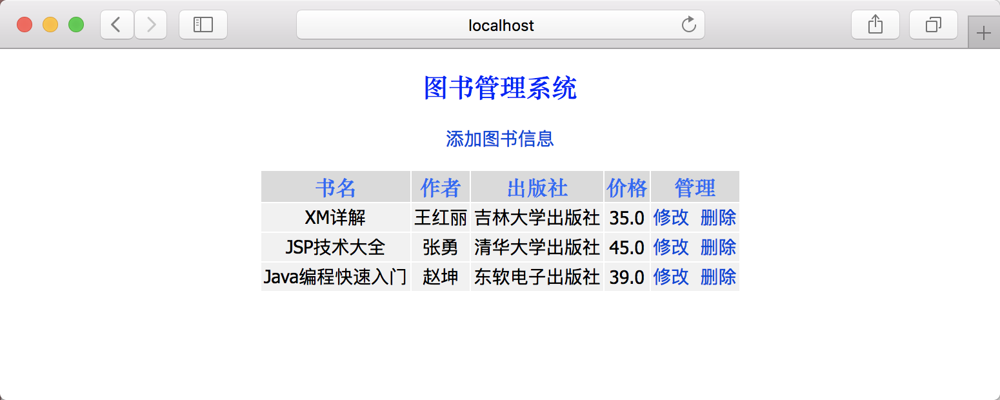 localhost
图书管理系统
添加图书信息
书名 作者 出版社 价格 管理
XM详解 王红丽 吉林大学出版社 35.0 修改 删除
JSP技术大全 张勇 清华大学出版社 45.0 修改 删除
Java编程快速入门 赵坤 东软电子出版社 39.0 修改 删除